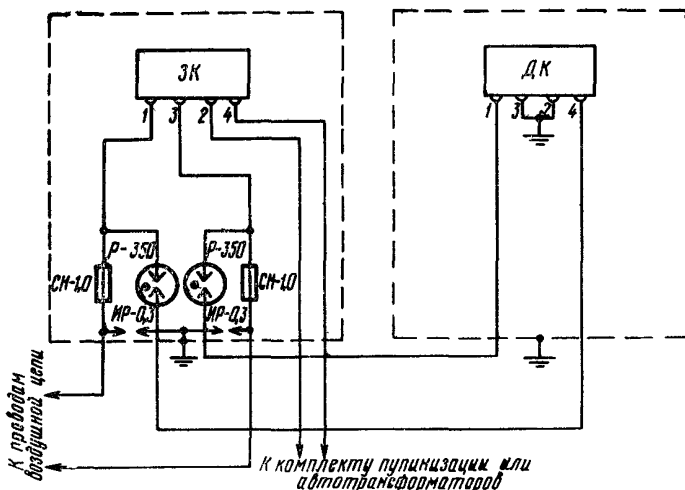 ЗК
1 3 2 4
ДК
1 3 2 4
Р-350
Р-350
СН-1,0
СН-1,0
ИР-0,3
ИР-0,3
К преводам
воздушной цепи
К комплекту пупинизации или
автотрансформаторов